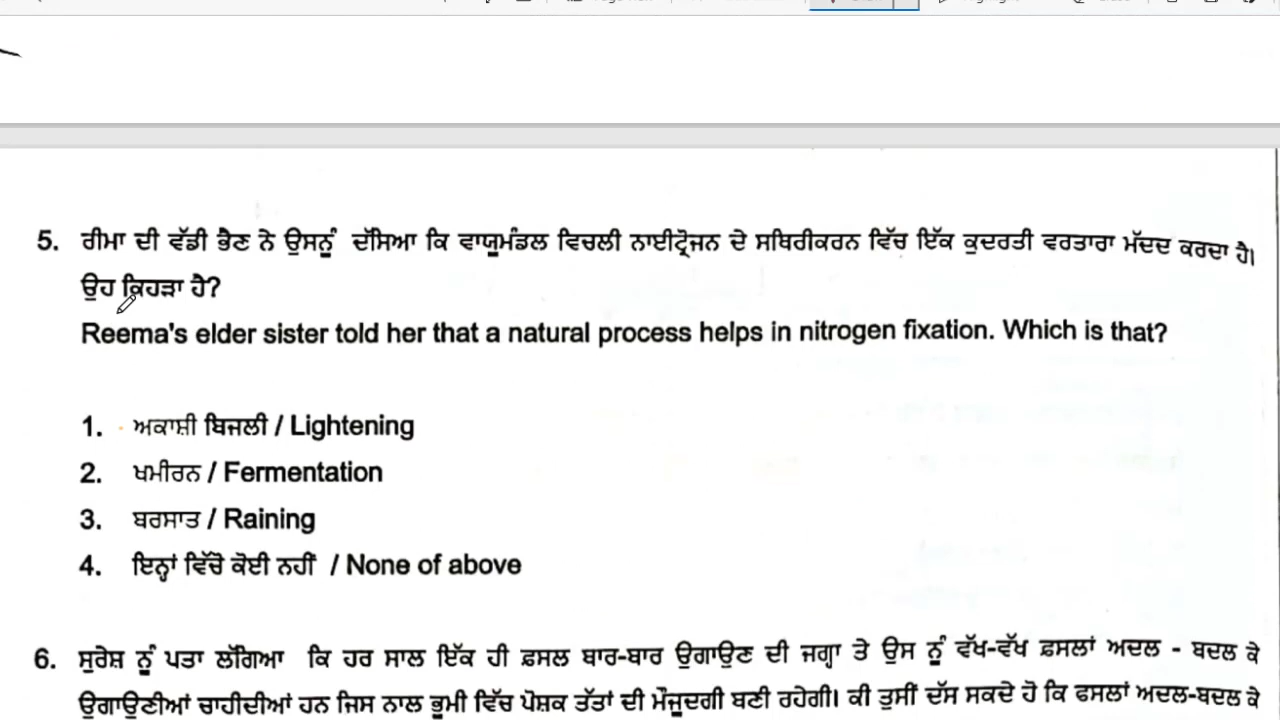 5. ਰੀਮਾ ਦੀ ਵੱਡੀ ਭੈਣ ਨੇ ਉਸਨੂੰ ਦੱਸਿਆ ਕਿ ਵਾਯੂਮੰਡਲ ਵਿਚਲੀ ਨਾਈਟ੍ਰੋਜਨ ਦੇ ਸਥਿਰੀਕਰਨ ਵਿੱਚ ਇੱਕ ਕੁਦਰਤੀ ਵਰਤਾਰਾ ਮੱਦਦ ਕਰਦਾ ਹੈ।
ਉਹ ਕਿਹੜਾ ਹੈ?
Reema's elder sister told her that a natural process helps in nitrogen fixation. Which is that?
1. ਅਕਾਸ਼ੀ ਬਿਜਲੀ / Lightening
2. ਖਮੀਰਨ / Fermentation
3. ਬਰਸਾਤ / Raining
4. ਇਨ੍ਹਾਂ ਵਿੱਚੋ ਕੋਈ ਨਹੀਂ / None of above
6. ਸੁਰੇਸ਼ ਨੂੰ ਪਤਾ ਲੱਗਿਆ ਕਿ ਹਰ ਸਾਲ ਇੱਕ ਹੀ ਫ਼ਸਲ ਬਾਰ-ਬਾਰ ਉਗਾਉਣ ਦੀ ਜਗ੍ਹਾ ਤੇ ਉਸ ਨੂੰ ਵੱਖ-ਵੱਖ ਫ਼ਸਲਾਂ ਅਦਲ - ਬਦਲ ਕੇ
ਉਗਾਉਣੀਆਂ ਚਾਹੀਦੀਆਂ ਹਨ ਜਿਸ ਨਾਲ ਭੂਮੀ ਵਿੱਚ ਪੋਸ਼ਕ ਤੱਤਾਂ ਦੀ ਮੌਜੂਦਗੀ ਬਣੀ ਰਹੇਗੀ। ਕੀ ਤੁਸੀਂ ਦੱਸ ਸਕਦੇ ਹੋ ਕਿ ਫਸਲਾਂ ਅਦਲ-ਬਦਲ ਕੇ